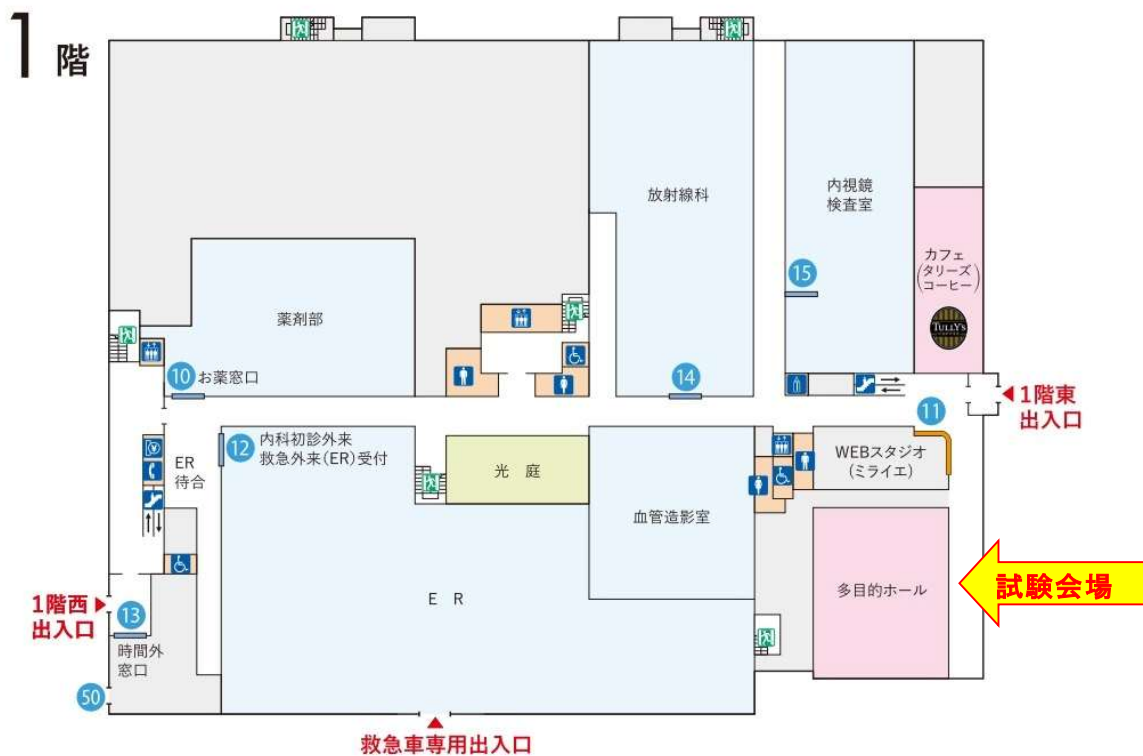 1階
放射線科
内視鏡
検査室
カフェ
(タリーズ
コーヒー)
TULLY'S
15
薬剤部
10 お薬窓口
14
11
1階東
出入口
12 内科初診外来
救急外来(ER)受付
ER
待合
光 庭
WEBスタジオ
(ミライエ)
血管造影室
E R
多目的ホール
試験会場
1階西
出入口
13
時間外
窓口
50
救急車専用出入口